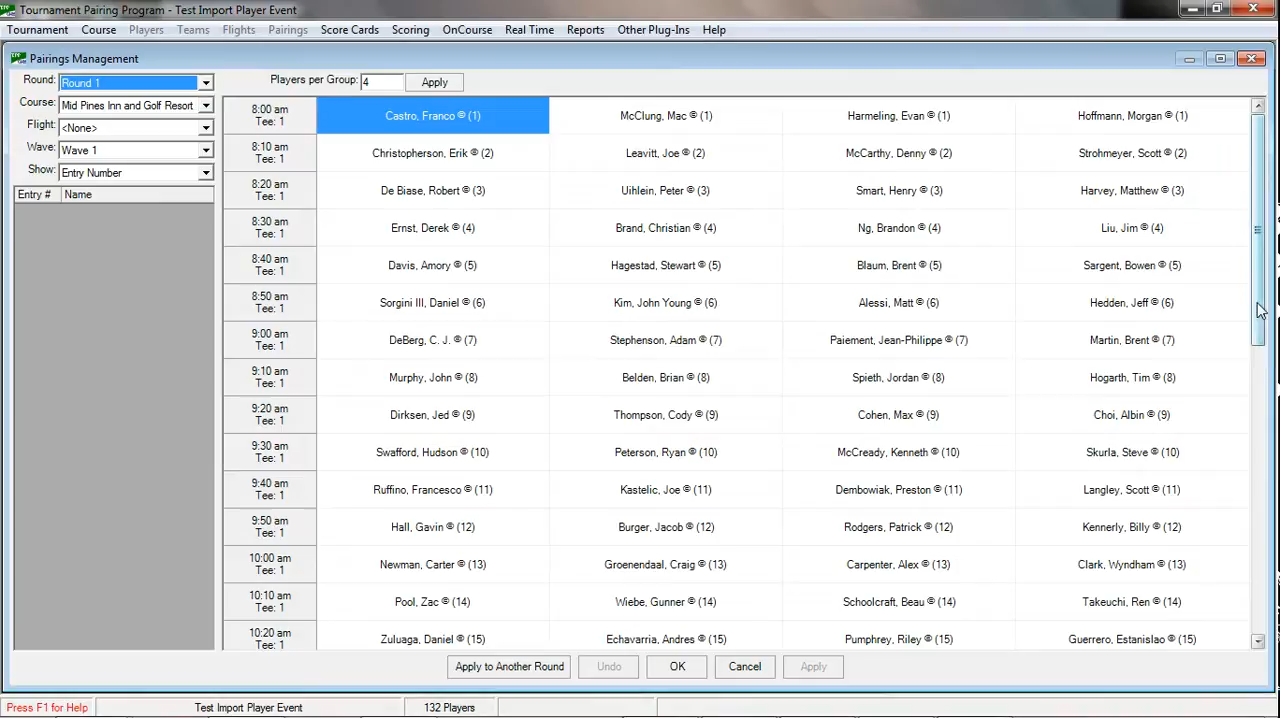 Tournament Pairing Program - Test Import Player Event
Tournament Course Players Teams Flights Pairings Score Cards Scoring OnCourse Real Time Reports Other Plug-Ins Help
Pairings Management
Round: Round 1 Players per Group: 4 Apply
Course: Mid Pines Inn and Golf Resort
Flight: <None>
Wave: Wave 1
Show: Entry Number
Entry # Name
8:00 am Tee: 1 Castro, Franco ® (1) McClung, Mac ® (1) Harmeling, Evan ® (1) Hoffmann, Morgan ® (1)
8:10 am Tee: 1 Christopherson, Erik ® (2) Leavitt, Joe ® (2) McCarthy, Denny ® (2) Strohmeyer, Scott ® (2)
8:20 am Tee: 1 De Biase, Robert ® (3) Uihlein, Peter ® (3) Smart, Henry ® (3) Harvey, Matthew ® (3)
8:30 am Tee: 1 Ernst, Derek ® (4) Brand, Christian ® (4) Ng, Brandon ® (4) Liu, Jim ® (4)
8:40 am Tee: 1 Davis, Amory ® (5) Hagestad, Stewart ® (5) Blaum, Brent ® (5) Sargent, Bowen ® (5)
8:50 am Tee: 1 Sorgini III, Daniel ® (6) Kim, John Young ® (6) Alessi, Matt ® (6) Hedden, Jeff ® (6)
9:00 am Tee: 1 DeBerg, C. J. ® (7) Stephenson, Adam ® (7) Paiement, Jean-Philippe ® (7) Martin, Brent ® (7)
9:10 am Tee: 1 Murphy, John ® (8) Belden, Brian ® (8) Spieth, Jordan ® (8) Hogarth, Tim ® (8)
9:20 am Tee: 1 Dirksen, Jed ® (9) Thompson, Cody ® (9) Cohen, Max ® (9) Choi, Albin ® (9)
9:30 am Tee: 1 Swafford, Hudson ® (10) Peterson, Ryan ® (10) McCready, Kenneth ® (10) Skurla, Steve ® (10)
9:40 am Tee: 1 Ruffino, Francesco ® (11) Kastelic, Joe ® (11) Dembowiak, Preston ® (11) Langley, Scott ® (11)
9:50 am Tee: 1 Hall, Gavin ® (12) Burger, Jacob ® (12) Rodgers, Patrick ® (12) Kennerly, Billy ® (12)
10:00 am Tee: 1 Newman, Carter ® (13) Groenendaal, Craig ® (13) Carpenter, Alex ® (13) Clark, Wyndham ® (13)
10:10 am Tee: 1 Pool, Zac ® (14) Wiebe, Gunner ® (14) Schoolcraft, Beau ® (14) Takeuchi, Ren ® (14)
10:20 am Tee: 1 Zuluaga, Daniel ® (15) Echavarria, Andres ® (15) Pumphrey, Riley ® (15) Guerrero, Estanislao ® (15)
Apply to Another Round Undo OK Cancel Apply
Press F1 for Help Test Import Player Event 132 Players